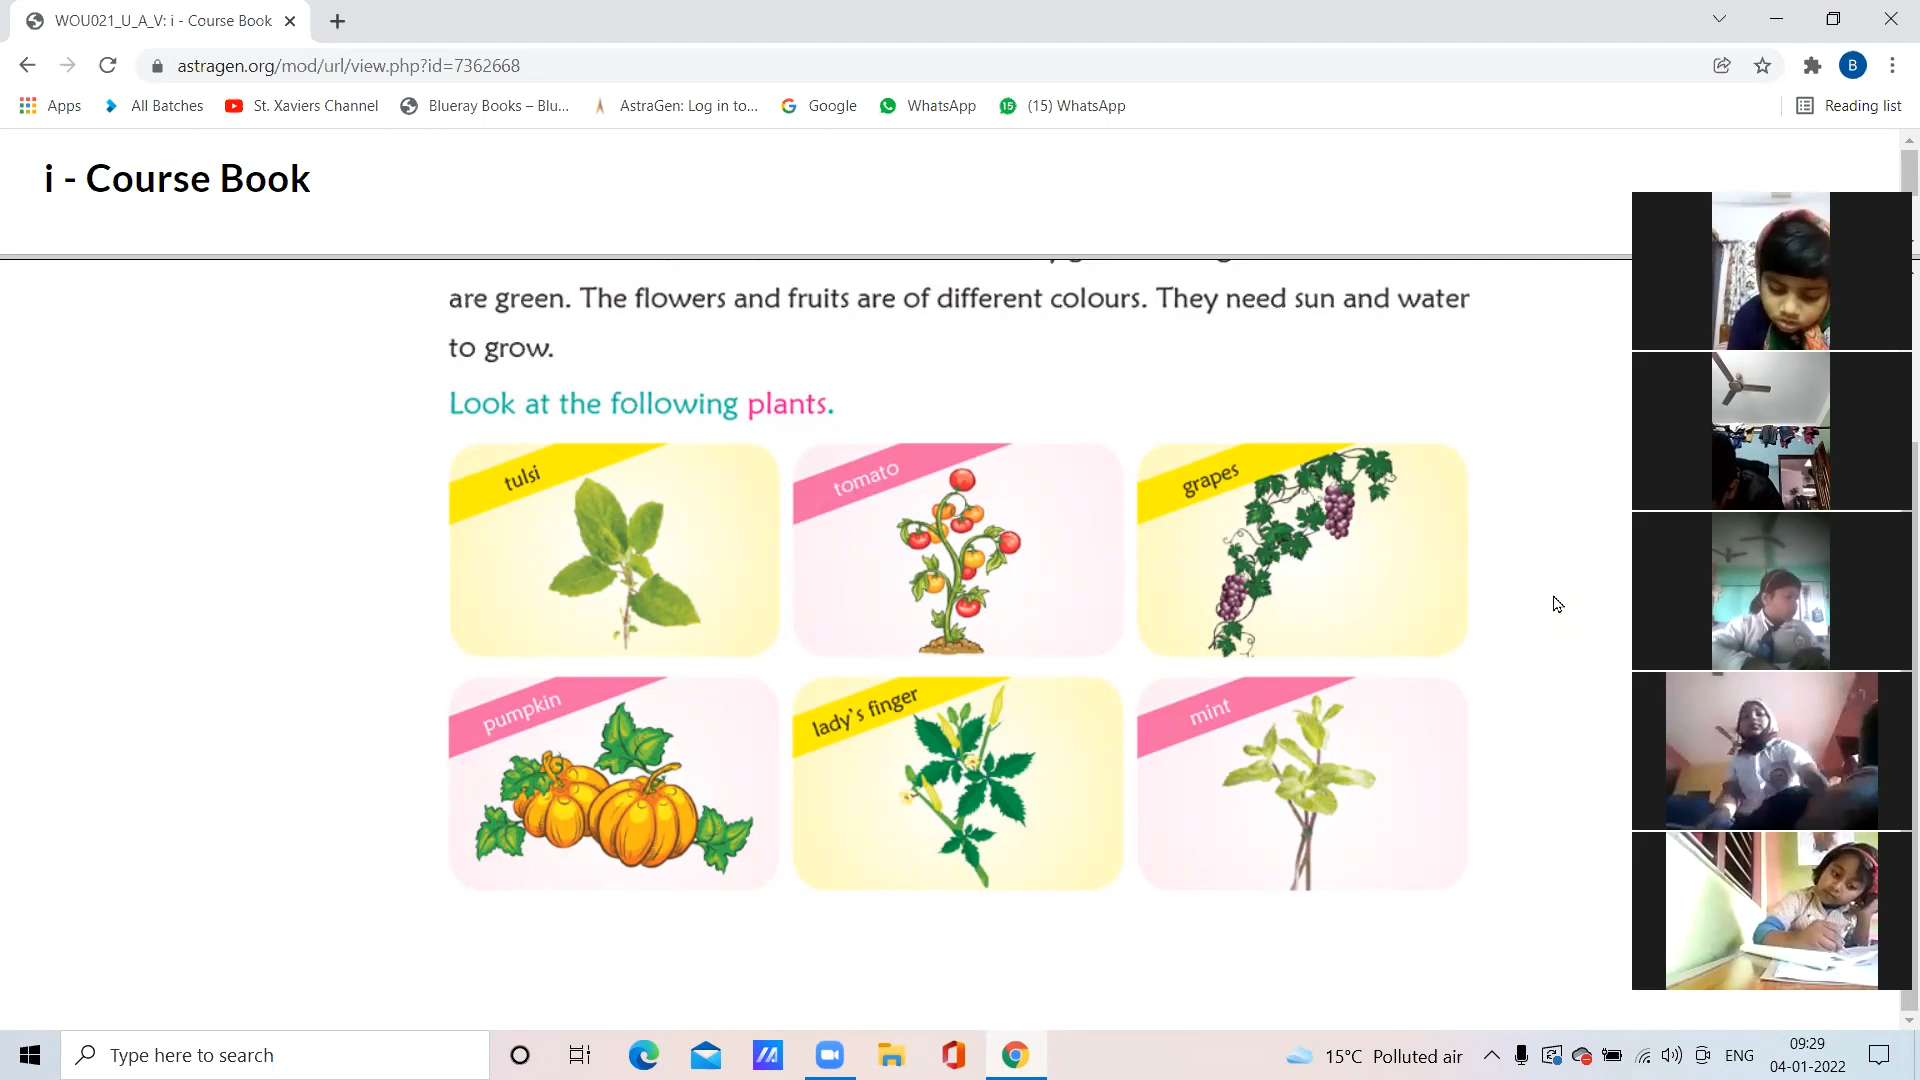 WOU021_U_A_V: i - Course Book
astragen.org/mod/url/view.php?id=7362668
B
Apps
All Batches
St. Xaviers Channel
Blueray Books – Blu...
AstraGen: Log in to...
Google
WhatsApp
15
(15) WhatsApp
Reading list
i - Course Book
are green. The flowers and fruits are of different colours. They need sun and water
to grow.
Look at the following plants.
tulsi
tomato
grapes
pumpkin
lady's finger
mint
Type here to search
15°C Polluted air
ENG
09:29
04-01-2022